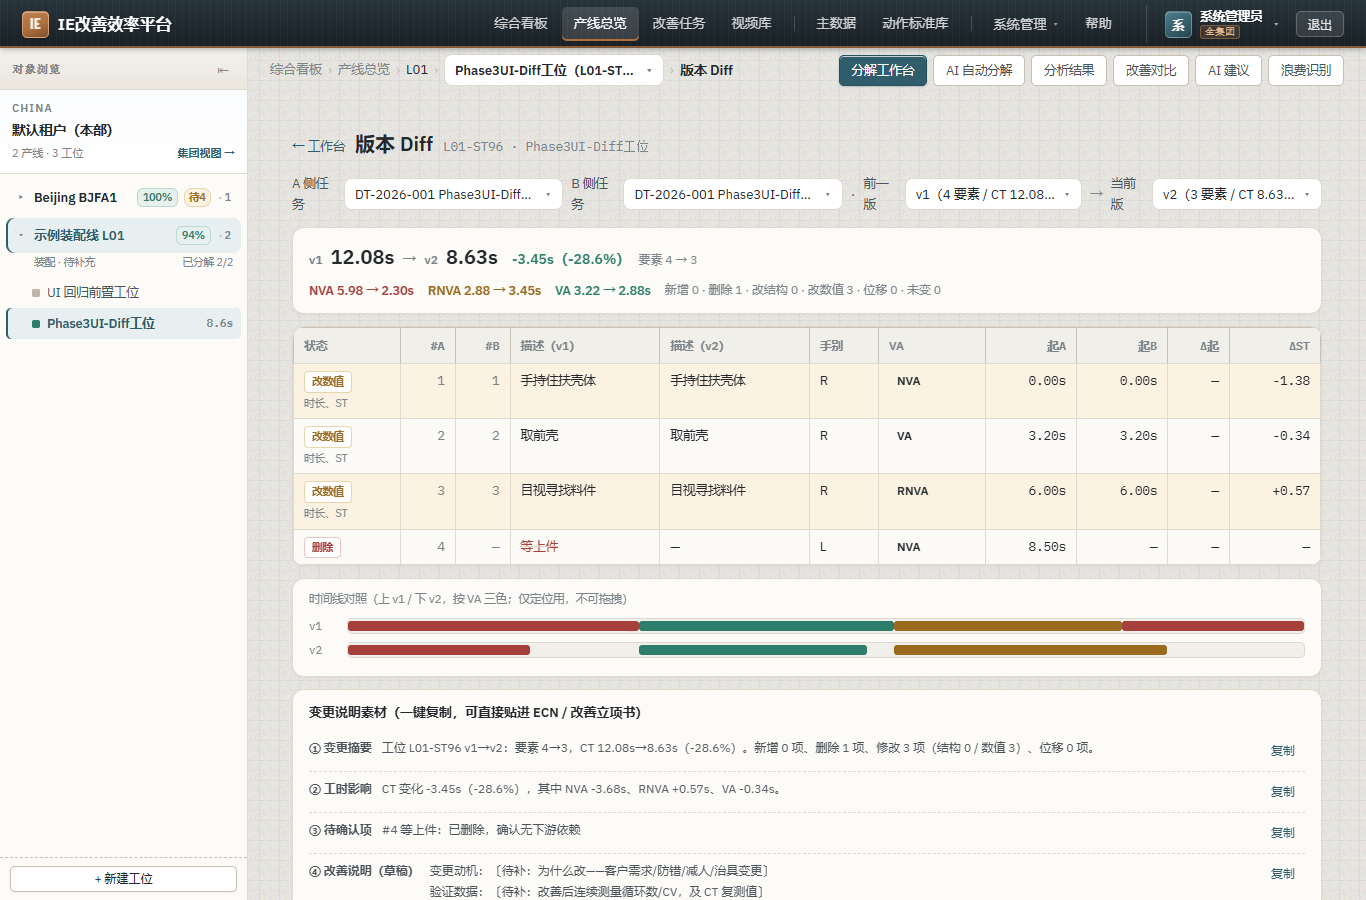 IE IE改善效率平台 综合看板 产线总览 改善任务 视频库 主数据 动作标准库 系统管理 帮助 系 系统管理员 全集团 退出
对象浏览
CHINA
默认租户（本部）
2 产线 · 3 工位 集团视图 →
Beijing BJFA1 100% 待4 · 1
示例装配线 L01 94% · 2
装配 · 待补充 已分解 2/2
UI 回归前置工位
Phase3UI-Diff工位 8.6s
+ 新建工位
综合看板 › 产线总览 › L01 › Phase3UI-Diff工位（L01-ST... › 版本 Diff
分解工作台 AI 自动分解 分析结果 改善对比 AI 建议 浪费识别
← 工作台 版本 Diff L01-ST96 · Phase3UI-Diff工位
A 侧任务 DT-2026-001 Phase3UI-Diff... B 侧任务 DT-2026-001 Phase3UI-Diff... · 前一版 v1（4 要素 / CT 12.08... → 当前版 v2（3 要素 / CT 8.63...
v1 12.08s → v2 8.63s -3.45s（-28.6%） 要素 4 → 3
NVA 5.98 → 2.30s RNVA 2.88 → 3.45s VA 3.22 → 2.88s 新增 0 · 删除 1 · 改结构 0 · 改数值 3 · 位移 0 · 未变 0
状态 #A #B 描述（v1） 描述（v2） 手别 VA 起A 起B Δ起 ΔST
改数值 1 1 手持住扶壳体 手持住扶壳体 R NVA 0.00s 0.00s — -1.38
时长、ST
改数值 2 2 取前壳 取前壳 R VA 3.20s 3.20s — -0.34
时长、ST
改数值 3 3 目视寻找料件 目视寻找料件 R RNVA 6.00s 6.00s — +0.57
时长、ST
删除 4 — 等上件 — L NVA 8.50s — — —
时间线对照（上 v1 / 下 v2，按 VA 三色；仅定位用，不可拖拽）
v1
v2
变更说明素材（一键复制，可直接贴进 ECN / 改善立项书）
① 变更摘要 工位 L01-ST96 v1→v2：要素 4→3，CT 12.08s→8.63s（-28.6%）。新增 0 项、删除 1 项、修改 3 项（结构 0 / 数值 3）、位移 0 项。 复制
② 工时影响 CT 变化 -3.45s（-28.6%），其中 NVA -3.68s、RNVA +0.57s、VA -0.34s。 复制
③ 待确认项 #4 等上件：已删除，确认无下游依赖 复制
④ 改善说明（草稿） 变更动机：〔待补：为什么改——客户需求/防错/减人/治具变更〕 复制
验证数据：〔待补：改善后连续测量循环数/CV，及 CT 复测值〕